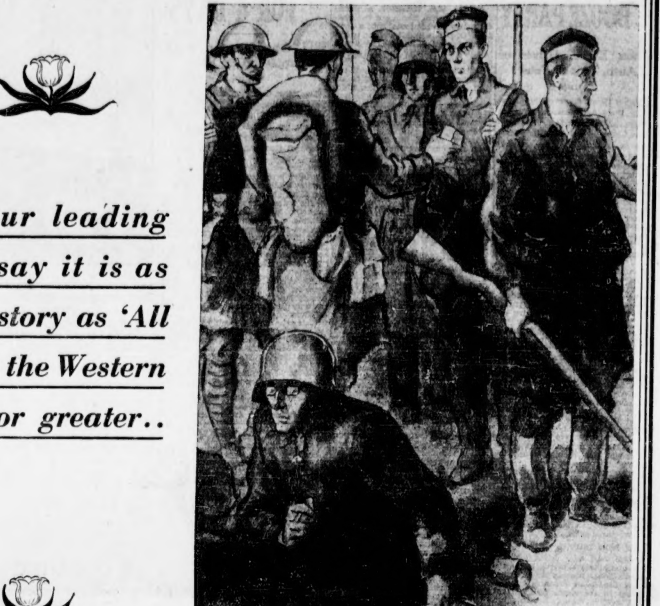 ur leading
say it is as
story as ‘All
the Western
or greater..